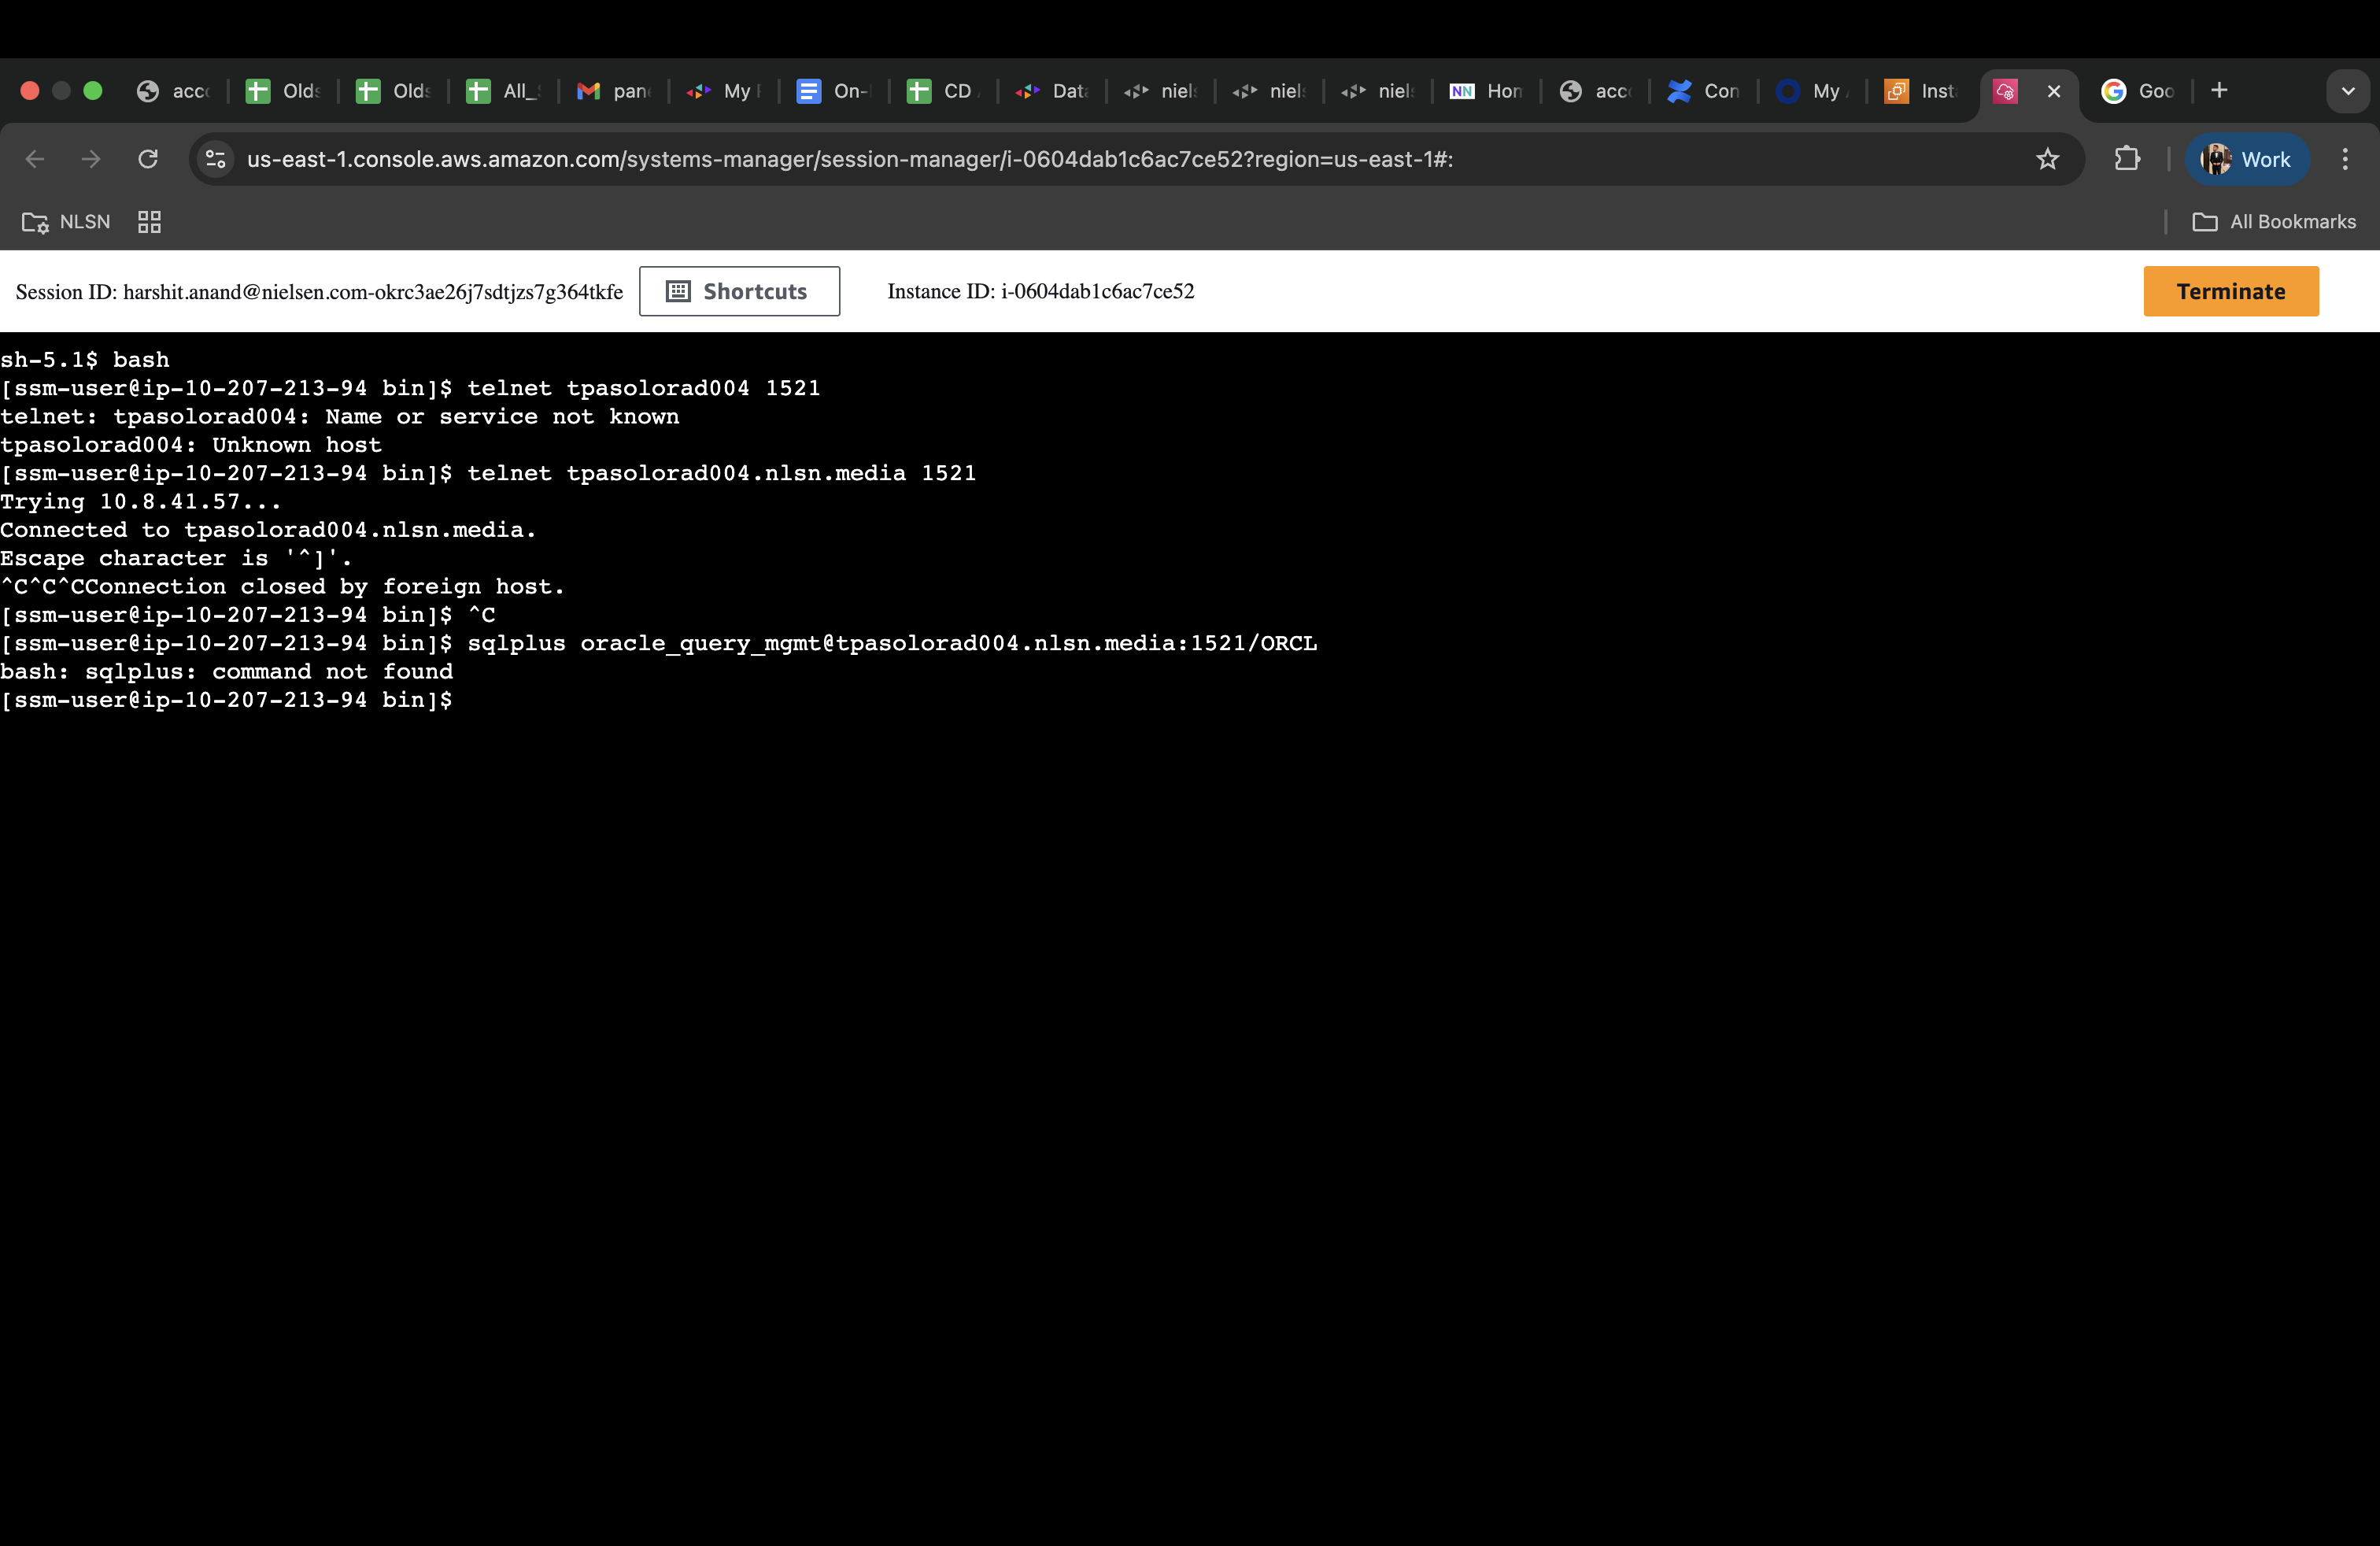 acc
Olds
Olds
All_S
pan
My
On-
CD
Data
niels
niels
niels
NN
Hom
acc
Con
My
Inst
Goo
us-east-1.console.aws.amazon.com/systems-manager/session-manager/i-0604dab1c6ac7ce52?region=us-east-1#:
Work
NLSN
All Bookmarks
Session ID: harshit.anand@nielsen.com-okrc3ae26j7sdtjzs7g364tkfe
Shortcuts
Instance ID: i-0604dab1c6ac7ce52
Terminate
sh-5.1$ bash
[ssm-user@ip-10-207-213-94 bin]$ telnet tpasolorad004 1521
telnet: tpasolorad004: Name or service not known
tpasolorad004: Unknown host
[ssm-user@ip-10-207-213-94 bin]$ telnet tpasolorad004.nlsn.media 1521
Trying 10.8.41.57...
Connected to tpasolorad004.nlsn.media.
Escape character is '^]'.
^C^C^CConnection closed by foreign host.
[ssm-user@ip-10-207-213-94 bin]$ ^C
[ssm-user@ip-10-207-213-94 bin]$ sqlplus oracle_query_mgmt@tpasolorad004.nlsn.media:1521/ORCL
bash: sqlplus: command not found
[ssm-user@ip-10-207-213-94 bin]$